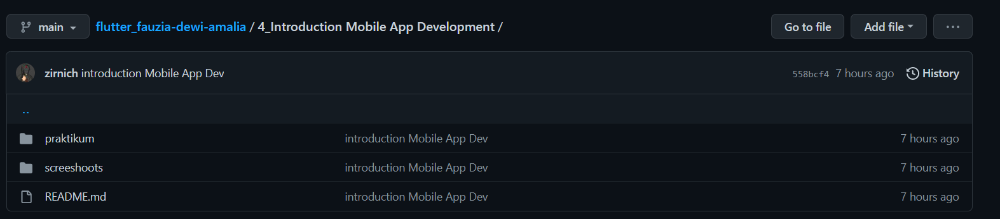 main flutter_fauzia-dewi-amalia / 4_Introduction Mobile App Development / Go to file Add file ...
zirnich introduction Mobile App Dev 558bcf4 7 hours ago History
..
praktikum introduction Mobile App Dev 7 hours ago
screeshoots introduction Mobile App Dev 7 hours ago
README.md introduction Mobile App Dev 7 hours ago